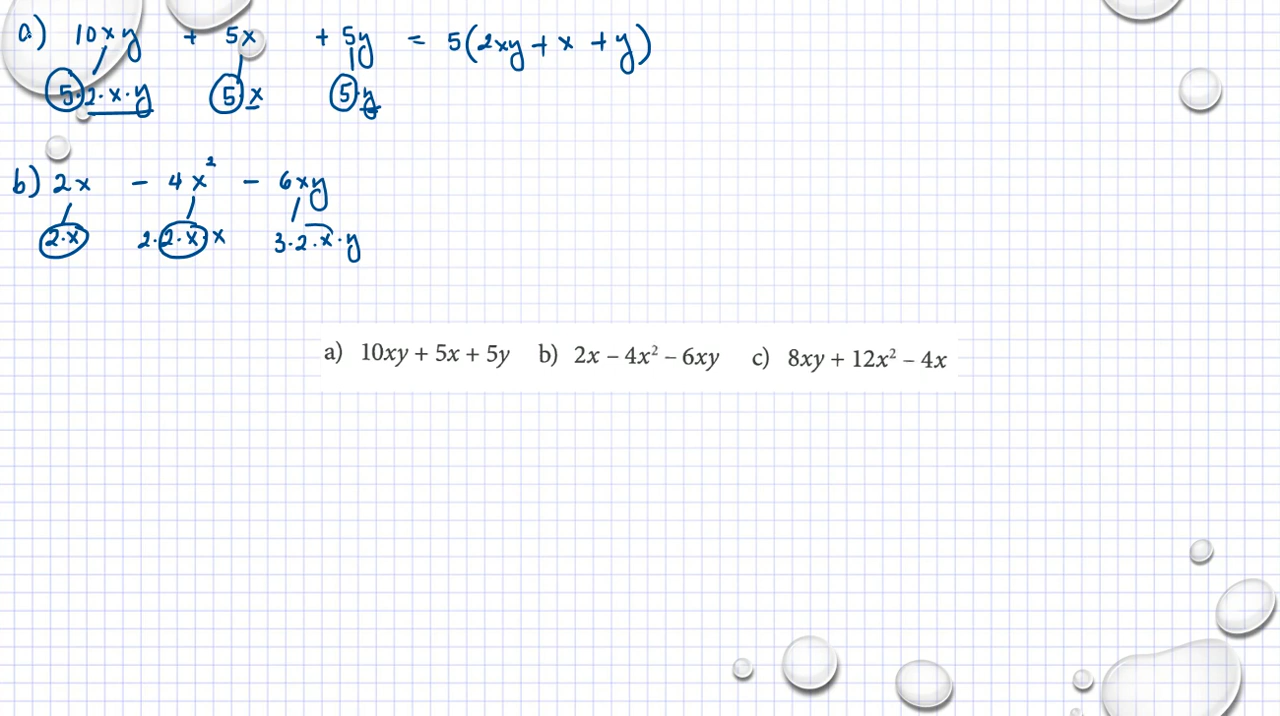 a) 10xy + 5x + 5y = 5(2xy + x + y)
5·2·x·y 5·x 5·y
b) 2x - 4x² - 6xy
2·x 2·2·x·x 3·2·x·y
a) 10xy + 5x + 5y b) 2x – 4x² – 6xy c) 8xy + 12x² – 4x